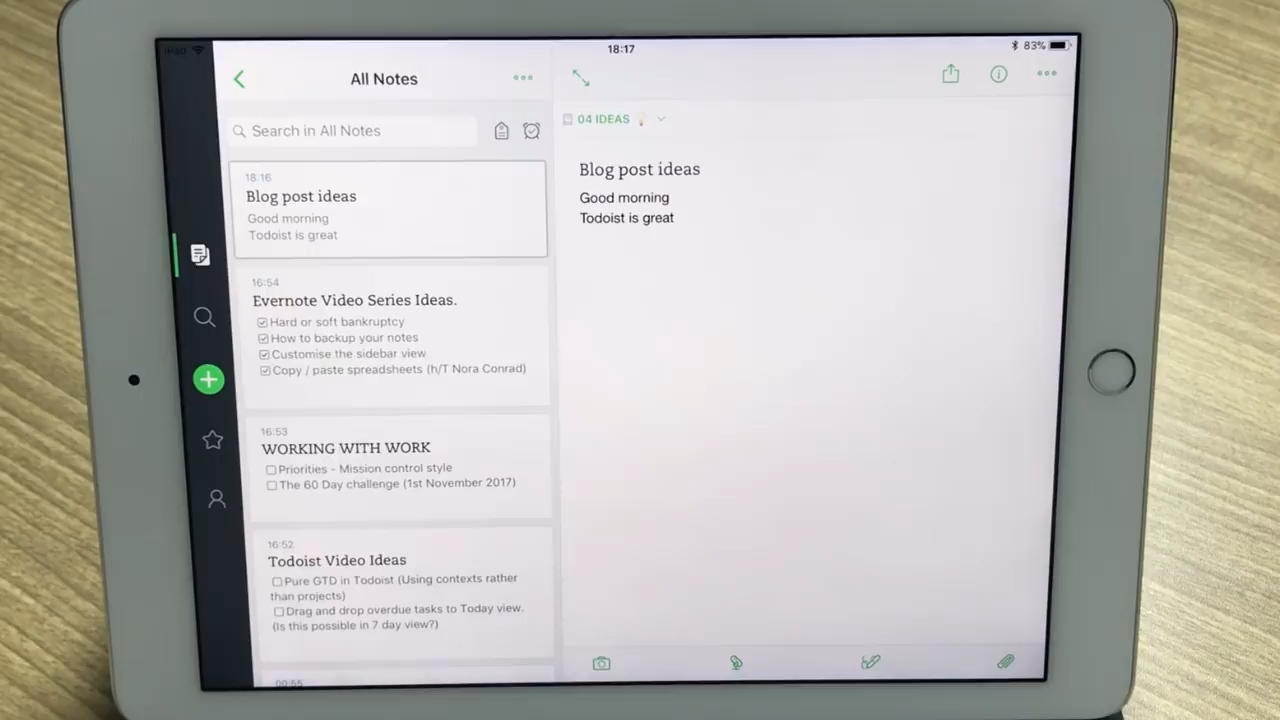 iPad
18:17
83%
All Notes
Search in All Notes
18:16
Blog post ideas
Good morning
Todoist is great
16:54
Evernote Video Series Ideas.
Hard or soft bankruptcy
How to backup your notes
Customise the sidebar view
Copy / paste spreadsheets (h/T Nora Conrad)
16:53
WORKING WITH WORK
Priorities - Mission control style
The 60 Day challenge (1st November 2017)
16:52
Todoist Video Ideas
Pure GTD in Todoist (Using contexts rather
than projects)
Drag and drop overdue tasks to Today view.
(Is this possible in 7 day view?)
00:55
04 IDEAS
Blog post ideas
Good morning
Todoist is great